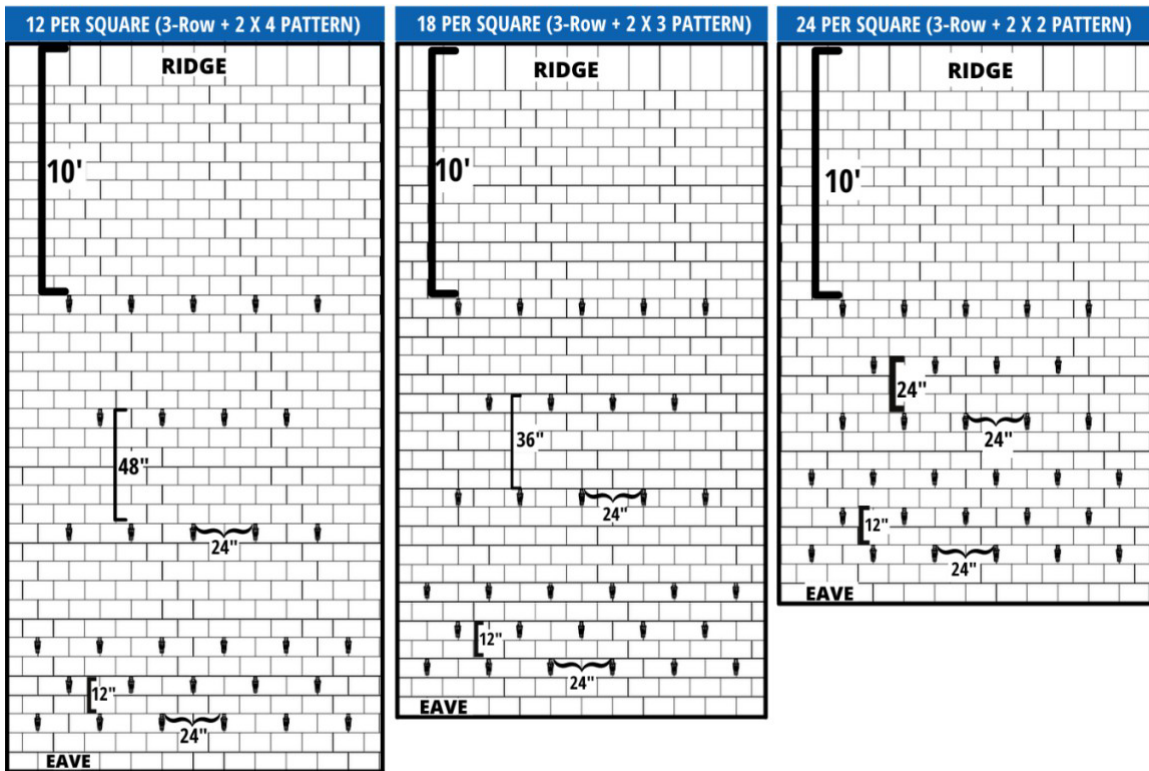 12 PER SQUARE (3-Row + 2 X 4 PATTERN)
RIDGE
10'
48"
24"
12"
24"
EAVE
18 PER SQUARE (3-Row + 2 X 3 PATTERN)
RIDGE
10'
36"
24"
12"
24"
EAVE
24 PER SQUARE (3-Row + 2 X 2 PATTERN)
RIDGE
10'
24"
24"
12"
24"
EAVE